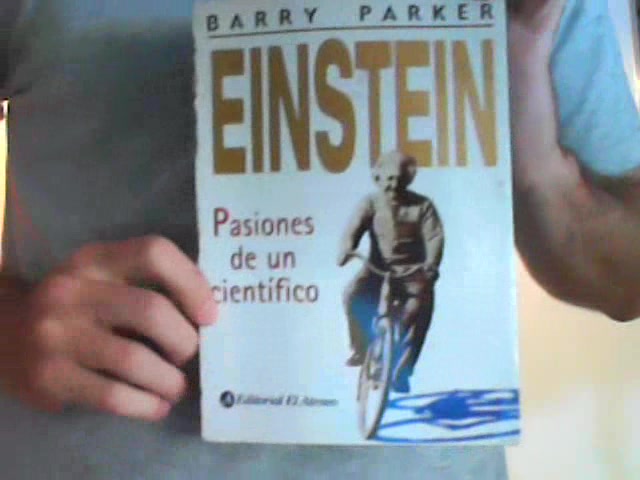 BARRY PARKER
EINSTEIN
Pasiones
de un
científico
Editorial El Ateneo